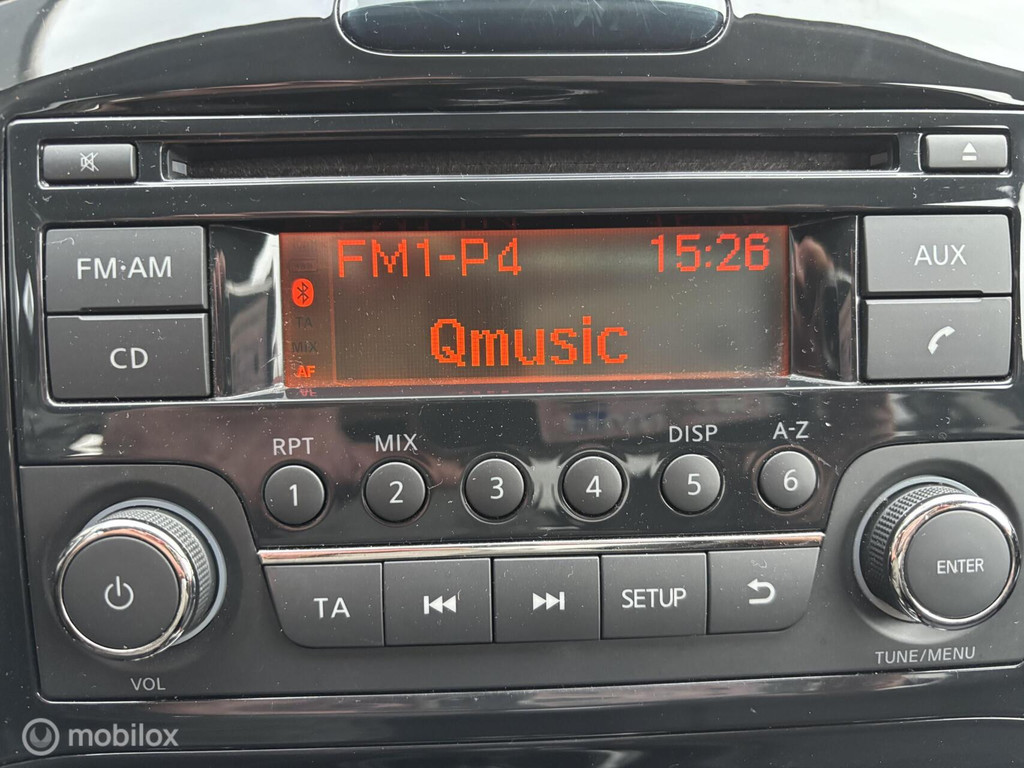 FM1-P4 15:26
TA
MIX
AF
Qmusic
FM·AM
CD
AUX
RPT MIX DISP A-Z
1 2 3 4 5 6
TA SETUP ENTER
VOL TUNE/MENU
mobilox